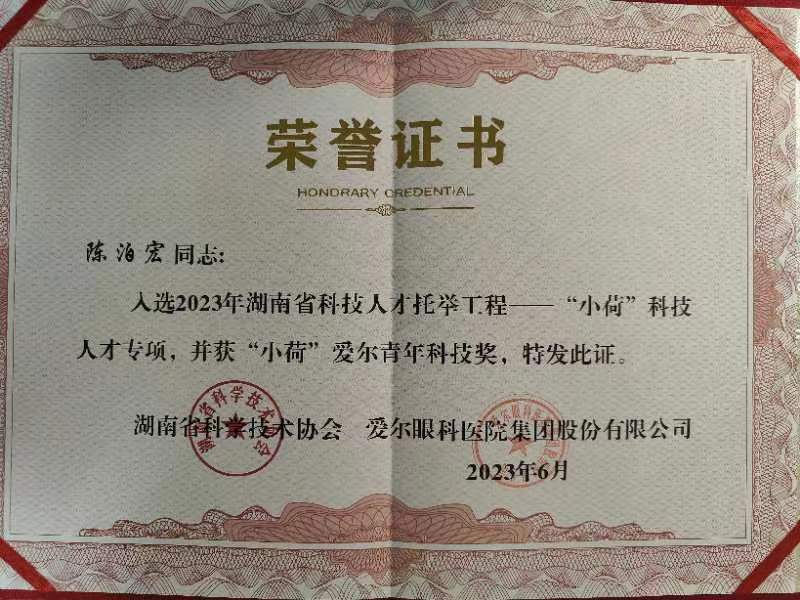 荣誉证书
HONORARY CREDENTIAL
陈泊宏同志:
入选2023年湖南省科技人才托举工程——“小荷”科技
人才专项，并获“小荷”爱尔青年科技奖，特发此证。
湖南省科学技术协会 爱尔眼科医院集团股份有限公司
2023年6月